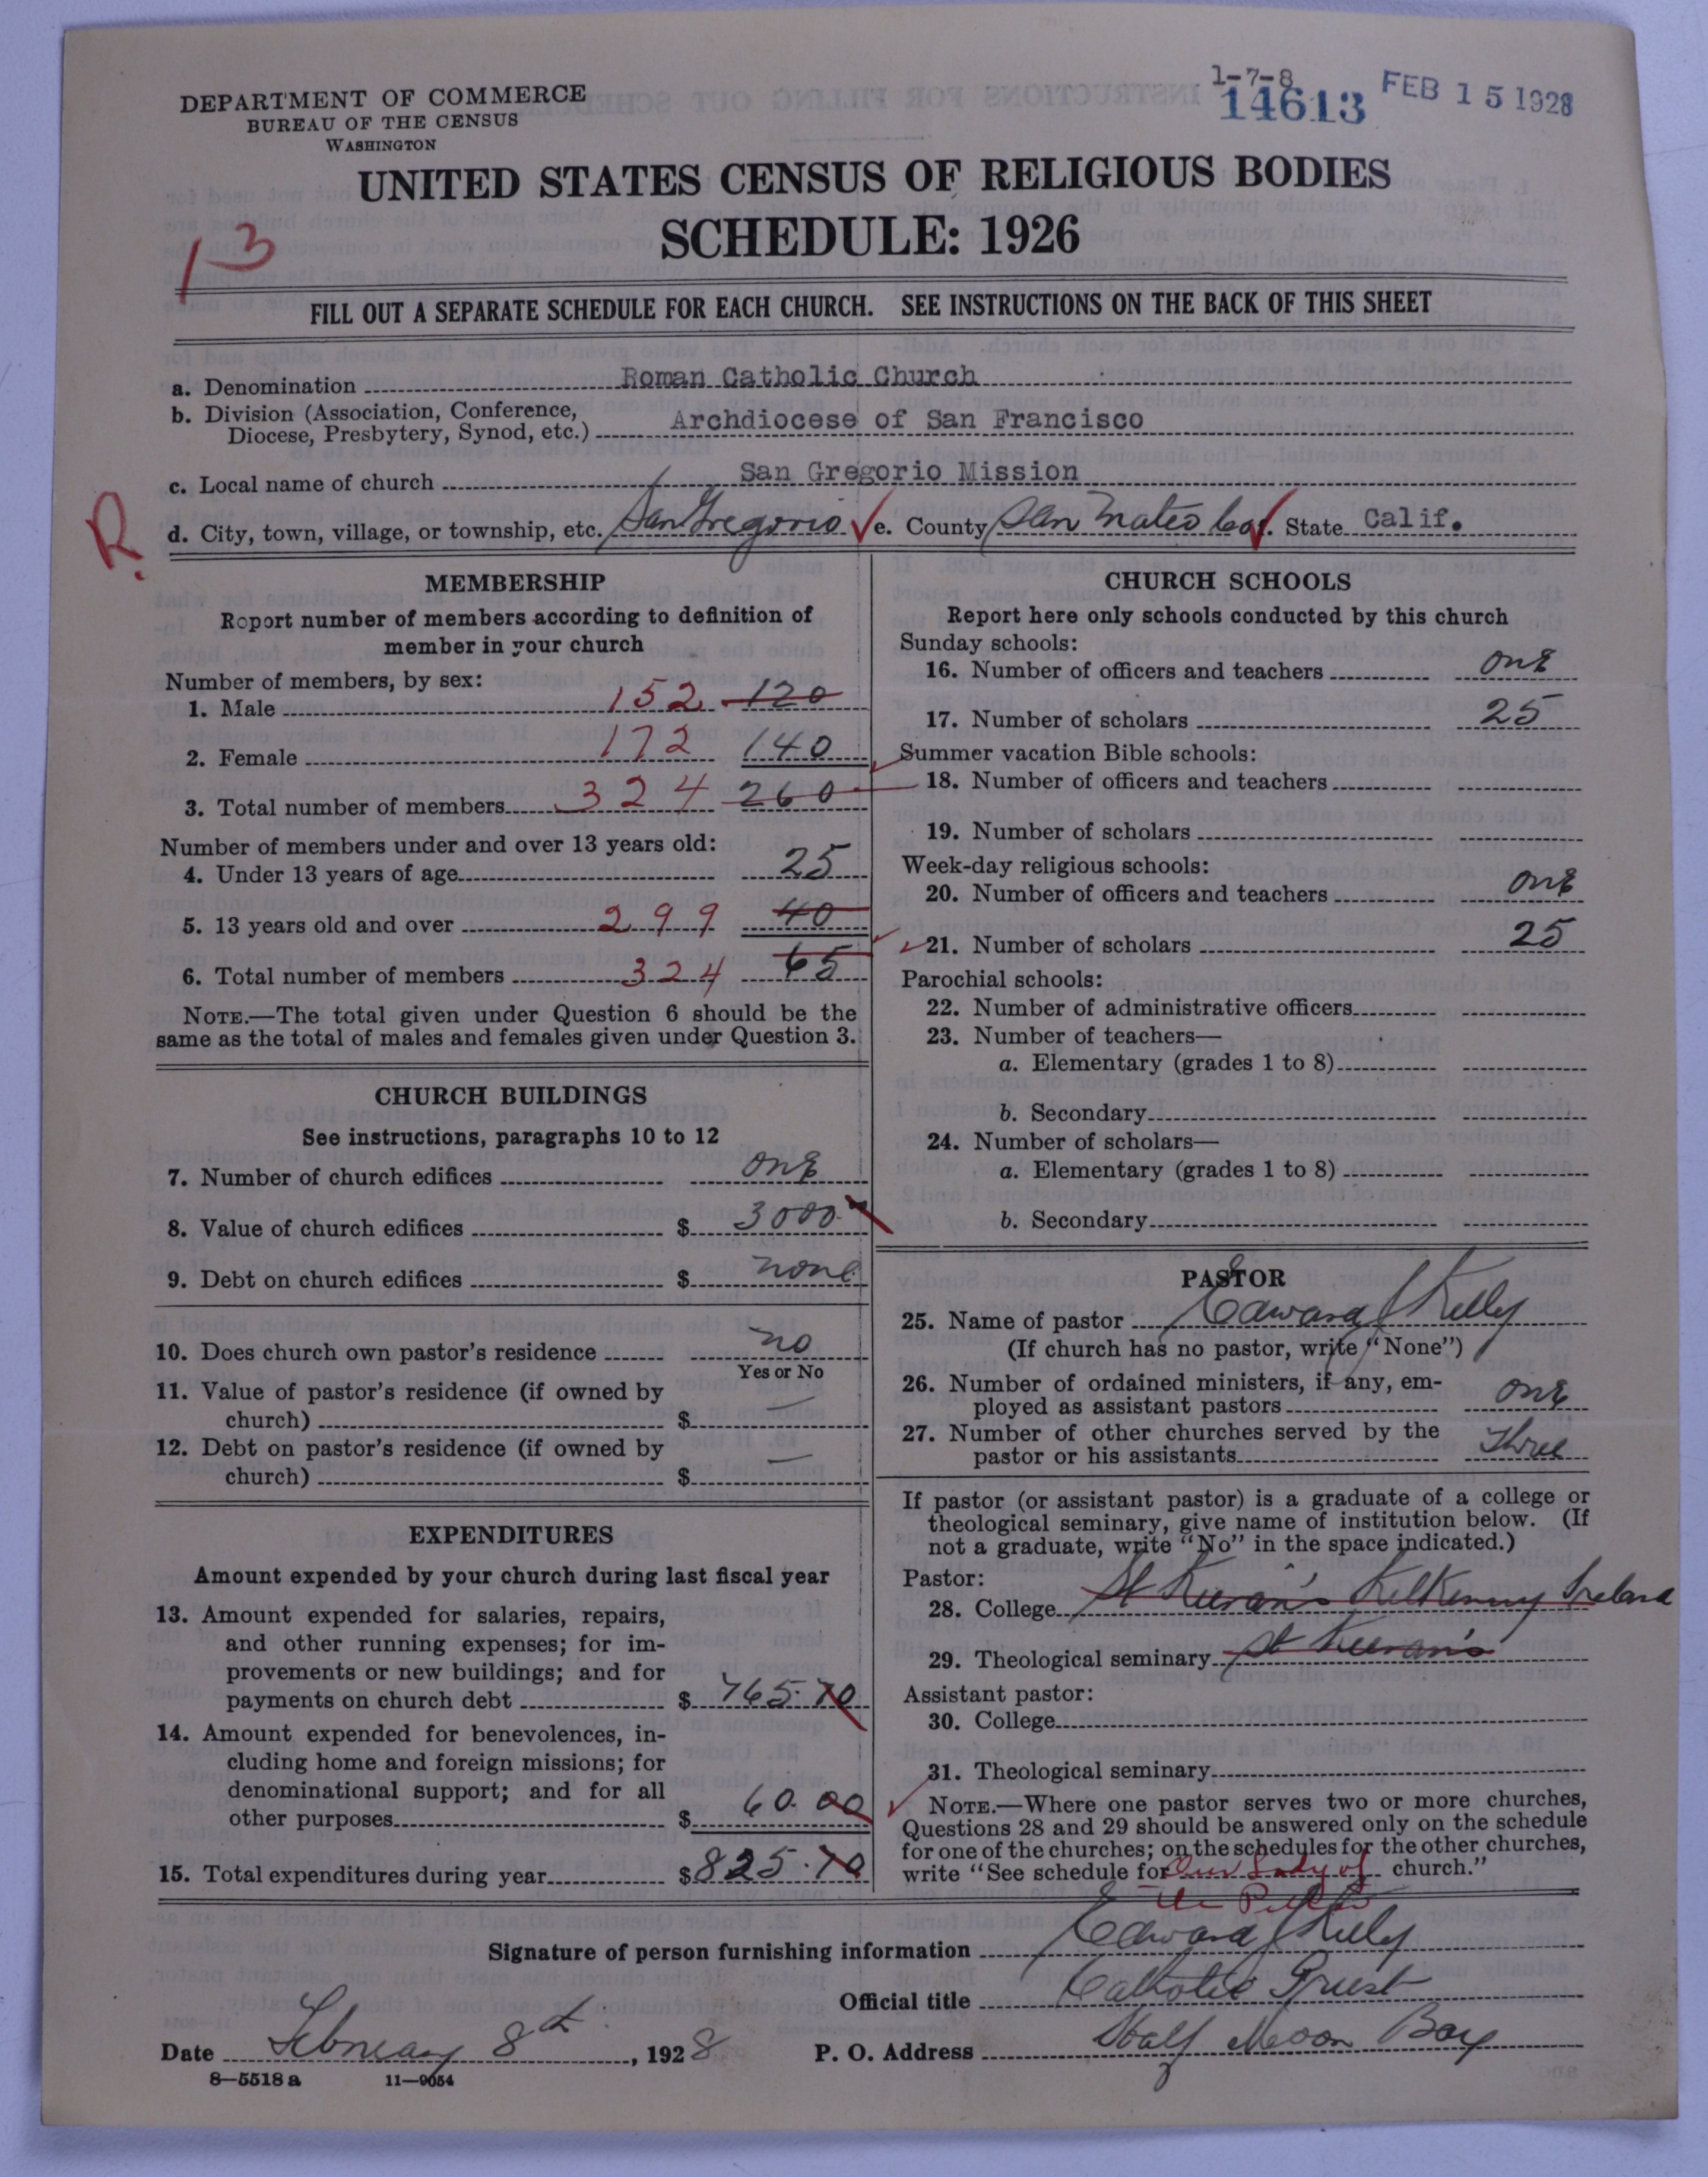 1-7-8
14613 FEB 15 1928
DEPARTMENT OF COMMERCE
BUREAU OF THE CENSUS
WASHINGTON
UNITED STATES CENSUS OF RELIGIOUS BODIES
SCHEDULE: 1926
13
FILL OUT A SEPARATE SCHEDULE FOR EACH CHURCH. SEE INSTRUCTIONS ON THE BACK OF THIS SHEET
a. Denomination Roman Catholic Church
b. Division (Association, Conference, Diocese, Presbytery, Synod, etc.) Archdiocese of San Francisco
c. Local name of church San Gregorio Mission
R. d. City, town, village, or township, etc. San Gregorio e. County San Mateo Co f. State Calif.
MEMBERSHIP
Report number of members according to definition of
member in your church
Number of members, by sex:
1. Male 152 120
2. Female 172 140
3. Total number of members 324 260
Number of members under and over 13 years old:
4. Under 13 years of age 25
5. 13 years old and over 299 40
6. Total number of members 324 65
NOTE.—The total given under Question 6 should be the
same as the total of males and females given under Question 3.
CHURCH BUILDINGS
See instructions, paragraphs 10 to 12
7. Number of church edifices one
8. Value of church edifices $ 3000.00
9. Debt on church edifices $ none
10. Does church own pastor's residence no
Yes or No
11. Value of pastor's residence (if owned by
church) $ —
12. Debt on pastor's residence (if owned by
church) $ —
EXPENDITURES
Amount expended by your church during last fiscal year
13. Amount expended for salaries, repairs,
and other running expenses; for im-
provements or new buildings; and for
payments on church debt $ 765.70
14. Amount expended for benevolences, in-
cluding home and foreign missions; for
denominational support; and for all
other purposes $ 60.00
15. Total expenditures during year $ 825.70
CHURCH SCHOOLS
Report here only schools conducted by this church
Sunday schools:
16. Number of officers and teachers one
17. Number of scholars 25
Summer vacation Bible schools:
18. Number of officers and teachers
19. Number of scholars
Week-day religious schools:
20. Number of officers and teachers one
21. Number of scholars 25
Parochial schools:
22. Number of administrative officers
23. Number of teachers—
a. Elementary (grades 1 to 8)
b. Secondary
24. Number of scholars—
a. Elementary (grades 1 to 8)
b. Secondary
PASTOR
25. Name of pastor Edward J Kelly
(If church has no pastor, write "None")
26. Number of ordained ministers, if any, em-
ployed as assistant pastors one
27. Number of other churches served by the
pastor or his assistants three
If pastor (or assistant pastor) is a graduate of a college or
theological seminary, give name of institution below. (If
not a graduate, write "No" in the space indicated.)
Pastor:
28. College St Kieran's Kilkenny Ireland
29. Theological seminary St Kieran's
Assistant pastor:
30. College
31. Theological seminary
NOTE.—Where one pastor serves two or more churches,
Questions 28 and 29 should be answered only on the schedule
for one of the churches; on the schedules for the other churches,
write "See schedule for Our Lady of church."
the Pillar
Signature of person furnishing information Edward J Kelly
Official title Catholic Priest
Date February 8th, 1928 P. O. Address Half Moon Bay
8—5518 a 11—9054